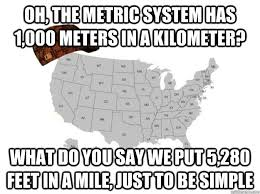 OH, THE METRIC SYSTEM HAS
1,000 METERS IN A KILOMETER?
WHAT DO YOU SAY WE PUT 5,280
FEET IN A MILE, JUST TO BE SIMPLE